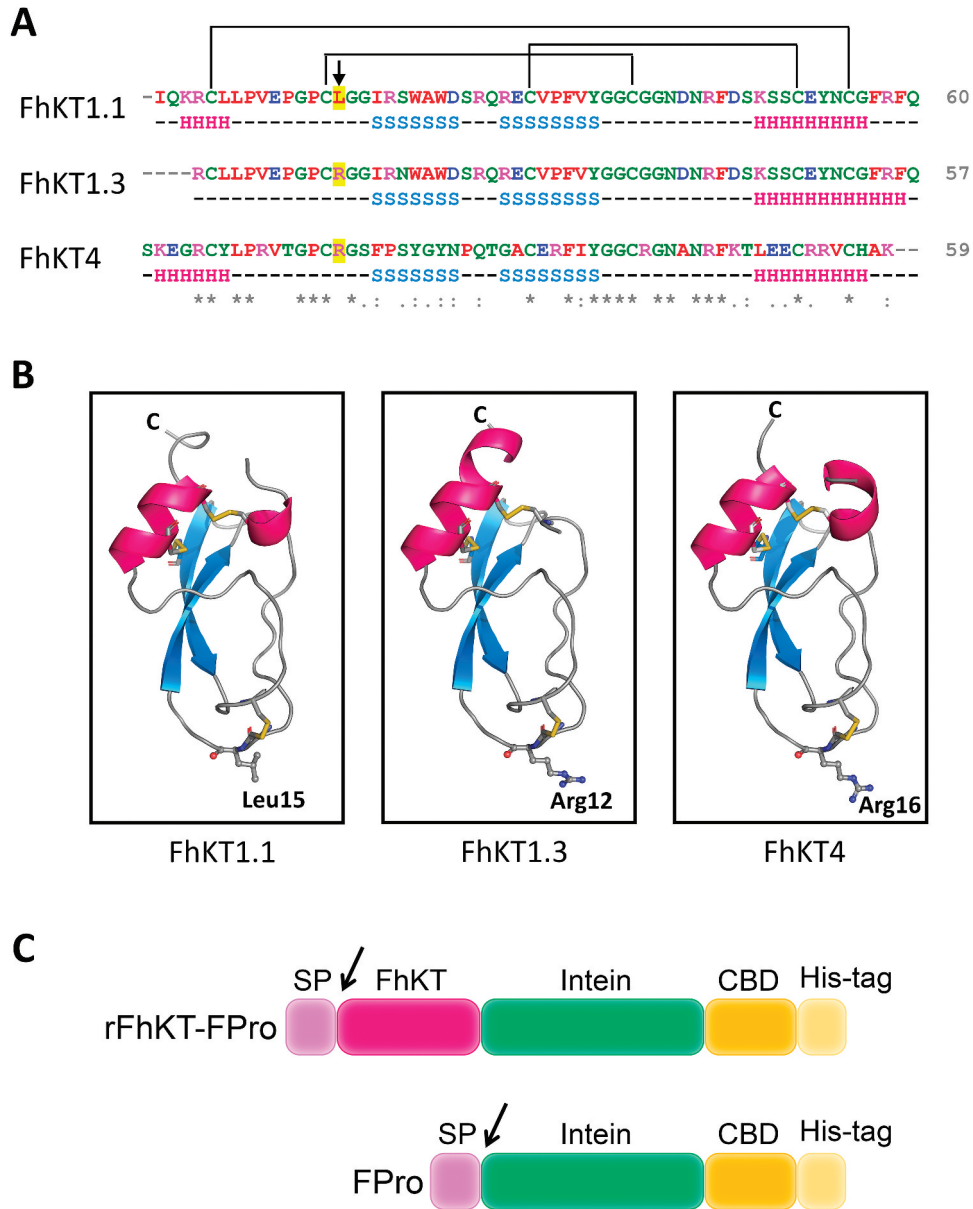 A
FhKT1.1 -IQKRCLLPVEPGPCLGGIRSWAWDSRQRECVPFVYGGCGGNDNRFDSKSSCEYNCGFRFQ 60
--HHHH-----------SSSSSSS---SSSSSSSS------------HHHHHHHHH----
FhKT1.3 ----RCLLPVEPGPCRGGIRNWAWDSRQRECVPFVYGGCGGNDNRFDSKSSCEYNCGFRFQ 57
--------------SSSSSSS---SSSSSSSS------------HHHHHHHHHHHH-
FhKT4 SKEGRCYLPRVTGPCRGSFPSYGYNPQTGACERFIYGGCRGNANRFKTLEECRRVCHAK-- 59
-HHHHHH-----------SSSSSSS---SSSSSSSS------------HHHHHHHHH--
** ** *** *.: .:.:: : * *:**** ** **.: .: *. * :
B
C C C
Leu15 Arg12 Arg16
FhKT1.1 FhKT1.3 FhKT4
C
SP FhKT Intein CBD His-tag
rFhKT-FPro
SP Intein CBD His-tag
FPro